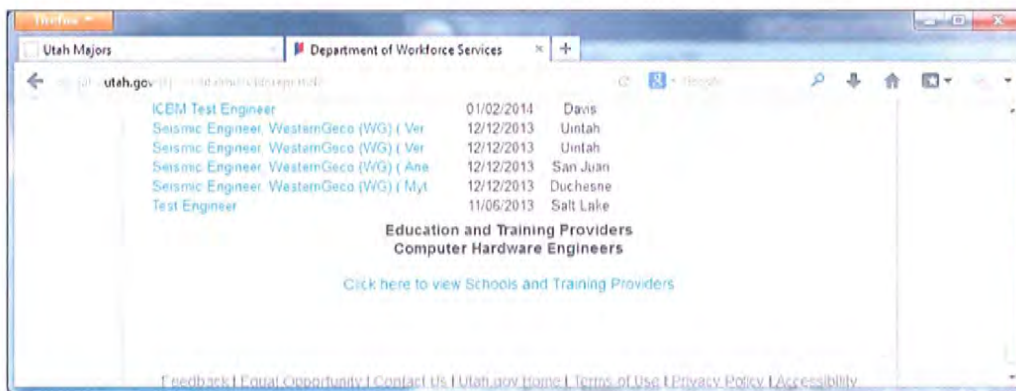 Firefox
Utah Majors
Department of Workforce Services
utah.gov
Google
ICBM Test Engineer 01/02/2014 Davis
Seismic Engineer, WesternGeco (WG) ( Ver 12/12/2013 Uintah
Seismic Engineer, WesternGeco (WG) ( Ver 12/12/2013 Uintah
Seismic Engineer, WesternGeco (WG) ( Ane 12/12/2013 San Juan
Seismic Engineer, WesternGeco (WG) ( Myt 12/12/2013 Duchesne
Test Engineer 11/06/2013 Salt Lake
Education and Training Providers
Computer Hardware Engineers
Click here to view Schools and Training Providers
Feedback | Equal Opportunity | Contact Us | Utah.gov Home | Terms of Use | Privacy Policy | Accessibility